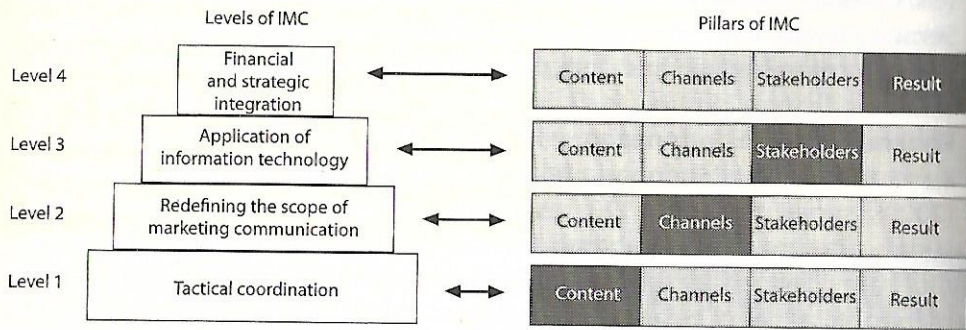 Levels of IMC
Pillars of IMC
Level 4
Financial
and strategic
integration
Content Channels Stakeholders Result
Level 3
Application of
information technology
Content Channels Stakeholders Result
Level 2
Redefining the scope of
marketing communication
Content Channels Stakeholders Result
Level 1
Tactical coordination
Content Channels Stakeholders Result